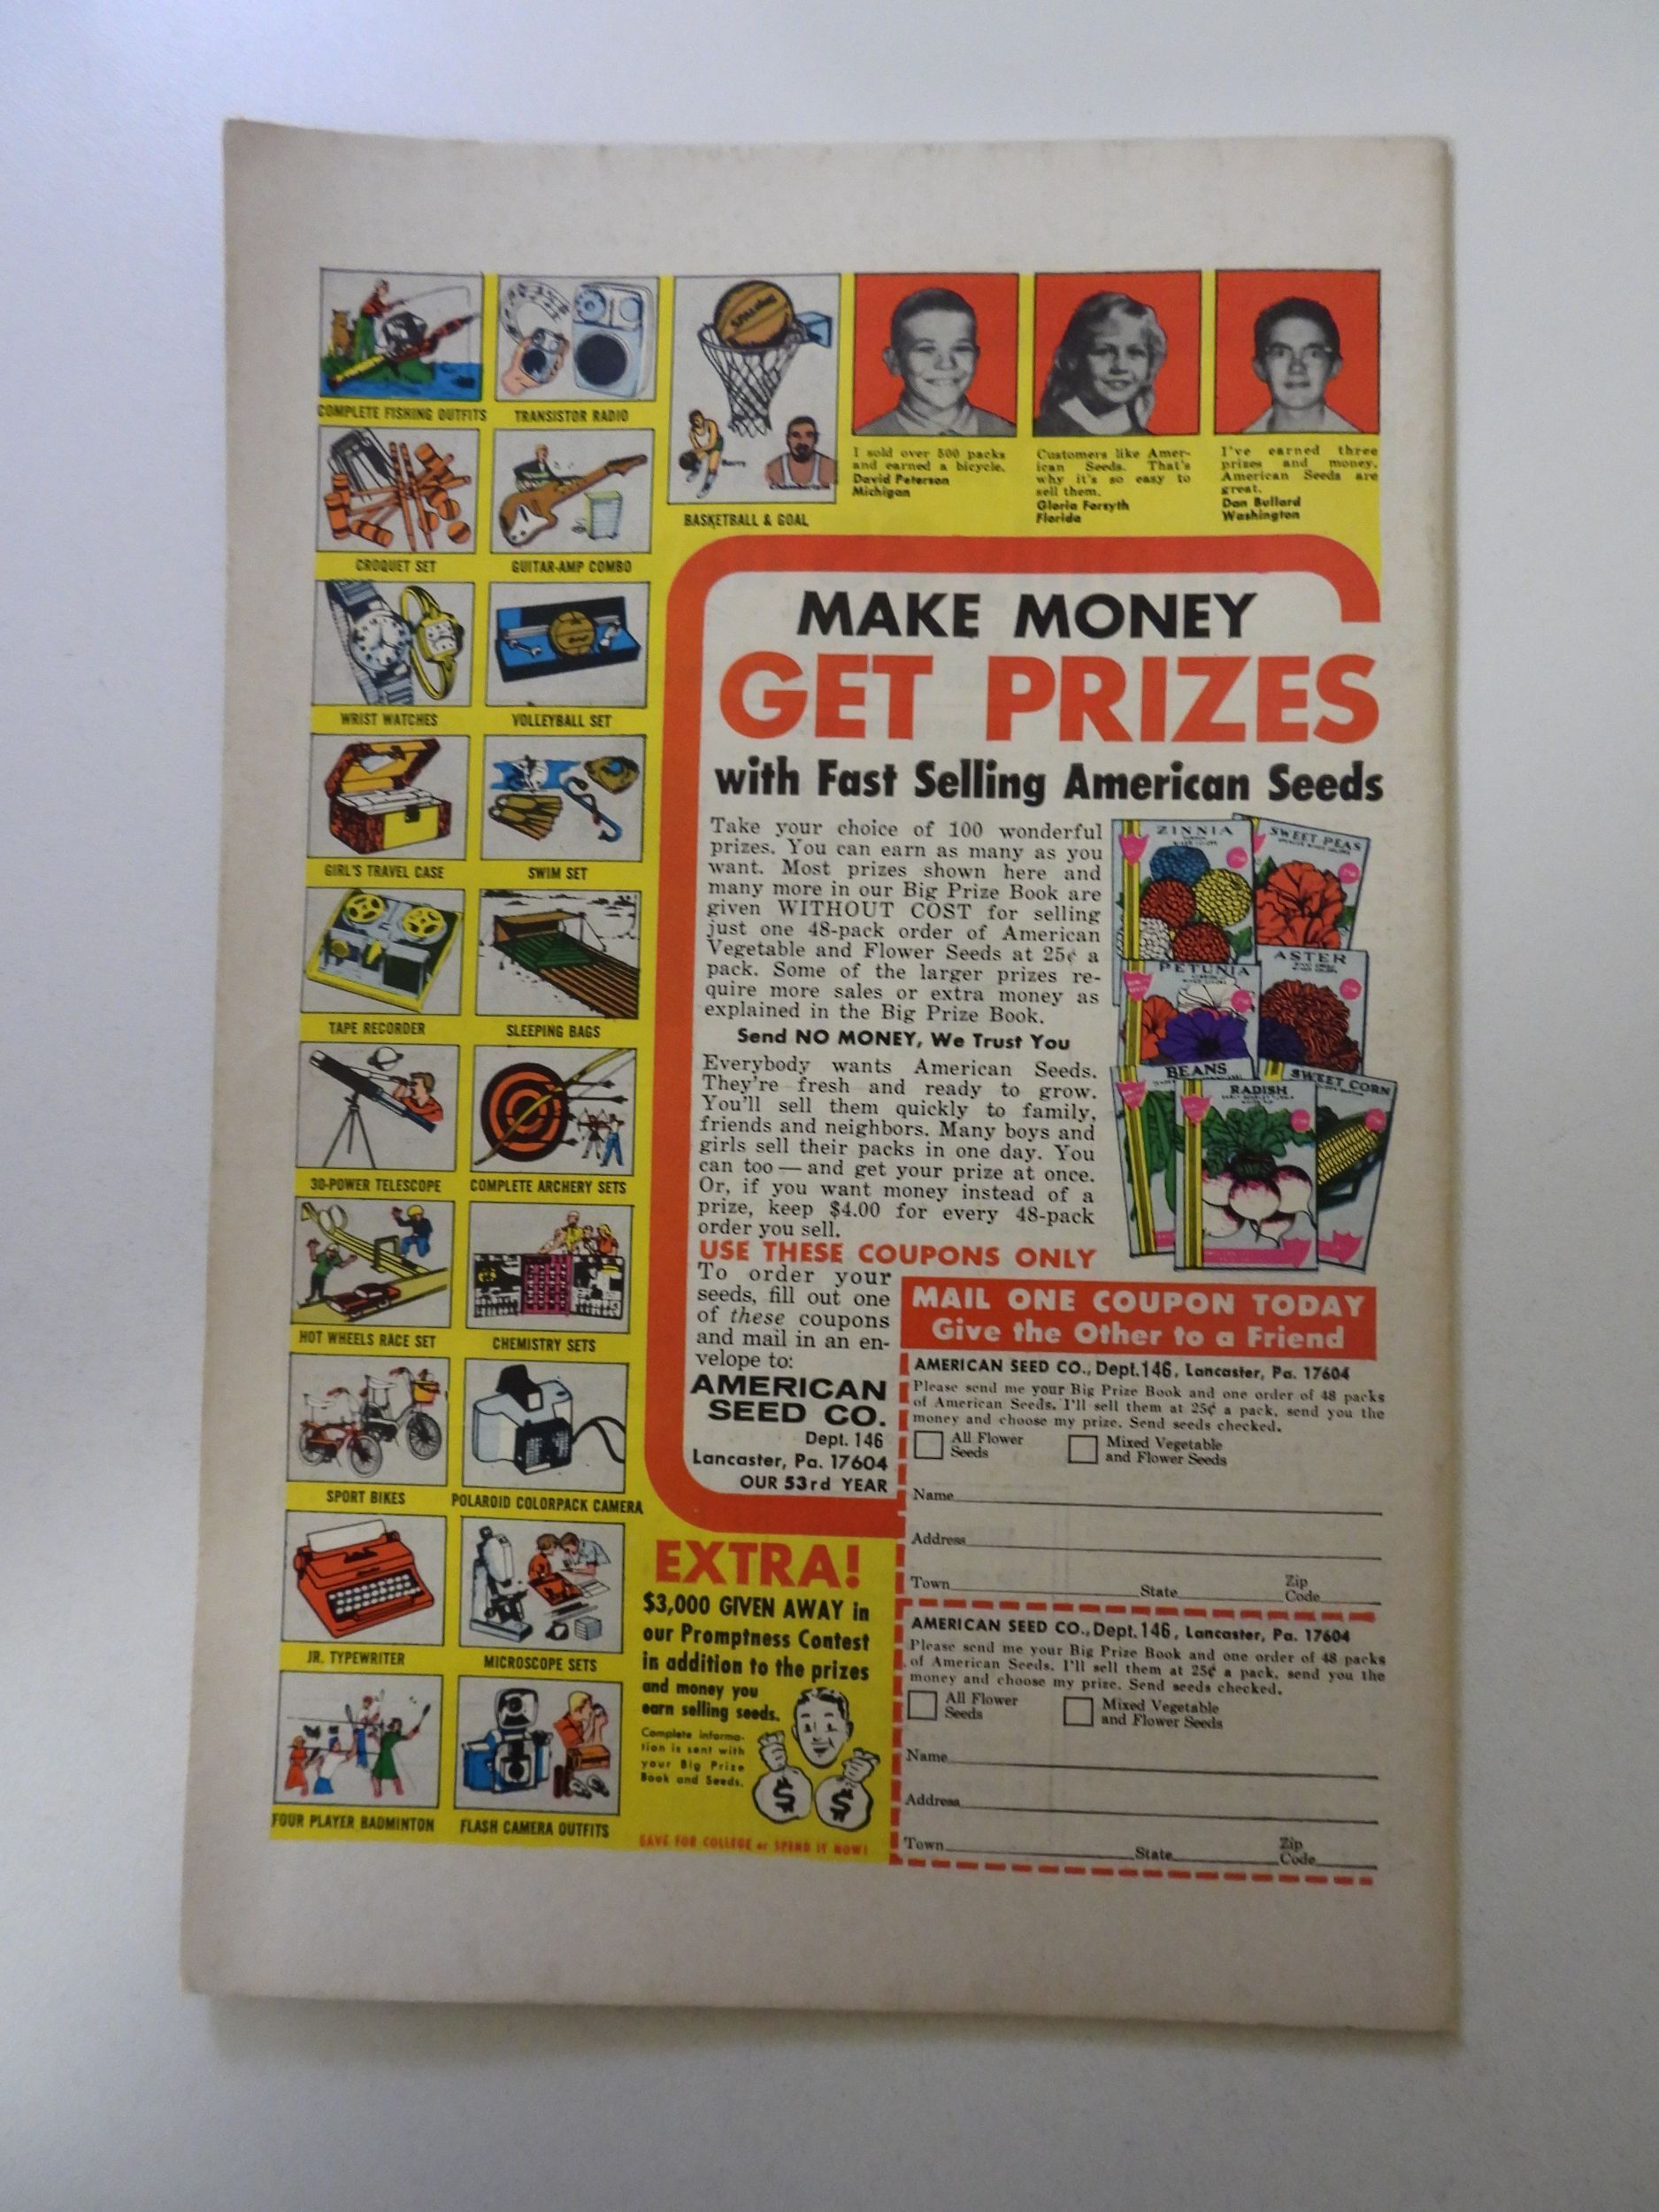 COMPLETE FISHING OUTFITS
TRANSISTOR RADIO
SPALDING
Barry
Chamberlain
BASKETBALL & GOAL
I sold over 500 packs
and earned a bicycle.
David Peterson
Michigan
Customers like Amer-
ican Seeds. That's
why it's so easy to
sell them.
Gloria Forsyth
Florida
I've earned three
prizes and money.
American Seeds are
great.
Dan Bullard
Washington
CROQUET SET
GUITAR-AMP COMBO
WRIST WATCHES
VOLLEYBALL SET
GIRL'S TRAVEL CASE
SWIM SET
TAPE RECORDER
SLEEPING BAGS
30-POWER TELESCOPE
COMPLETE ARCHERY SETS
HOT WHEELS RACE SET
CHEMISTRY SETS
SPORT BIKES
POLAROID COLORPACK CAMERA
JR. TYPEWRITER
MICROSCOPE SETS
FOUR PLAYER BADMINTON
FLASH CAMERA OUTFITS
MAKE MONEY
GET PRIZES
with Fast Selling American Seeds
Take your choice of 100 wonderful
prizes. You can earn as many as you
want. Most prizes shown here and
many more in our Big Prize Book are
given WITHOUT COST for selling
just one 48-pack order of American
Vegetable and Flower Seeds at 25¢ a
pack. Some of the larger prizes re-
quire more sales or extra money as
explained in the Big Prize Book.
Send NO MONEY, We Trust You
Everybody wants American Seeds.
They're fresh and ready to grow.
You'll sell them quickly to family,
friends and neighbors. Many boys and
girls sell their packs in one day. You
can too — and get your prize at once.
Or, if you want money instead of a
prize, keep $4.00 for every 48-pack
order you sell.
ZINNIA
SWEET PEAS
PETUNIA
ASTER
BEANS
RADISH
SWEET CORN
USE THESE COUPONS ONLY
To order your
seeds, fill out one
of these coupons
and mail in an en-
velope to:
AMERICAN
SEED CO.
Dept. 146
Lancaster, Pa. 17604
OUR 53rd YEAR
MAIL ONE COUPON TODAY
Give the Other to a Friend
AMERICAN SEED CO., Dept. 146, Lancaster, Pa. 17604
Please send me your Big Prize Book and one order of 48 packs
of American Seeds. I'll sell them at 25¢ a pack, send you the
money and choose my prize. Send seeds checked.
All Flower
Seeds
Mixed Vegetable
and Flower Seeds
Name
Address
Town State Zip
Code
AMERICAN SEED CO., Dept. 146, Lancaster, Pa. 17604
Please send me your Big Prize Book and one order of 48 packs
of American Seeds. I'll sell them at 25¢ a pack, send you the
money and choose my prize. Send seeds checked.
All Flower
Seeds
Mixed Vegetable
and Flower Seeds
Name
Address
Town State Zip
Code
EXTRA!
$3,000 GIVEN AWAY in
our Promptness Contest
in addition to the prizes
and money you
earn selling seeds.
Complete informa-
tion is sent with
your Big Prize
Book and Seeds.
$ $
SAVE FOR COLLEGE or SPEND IT NOW!